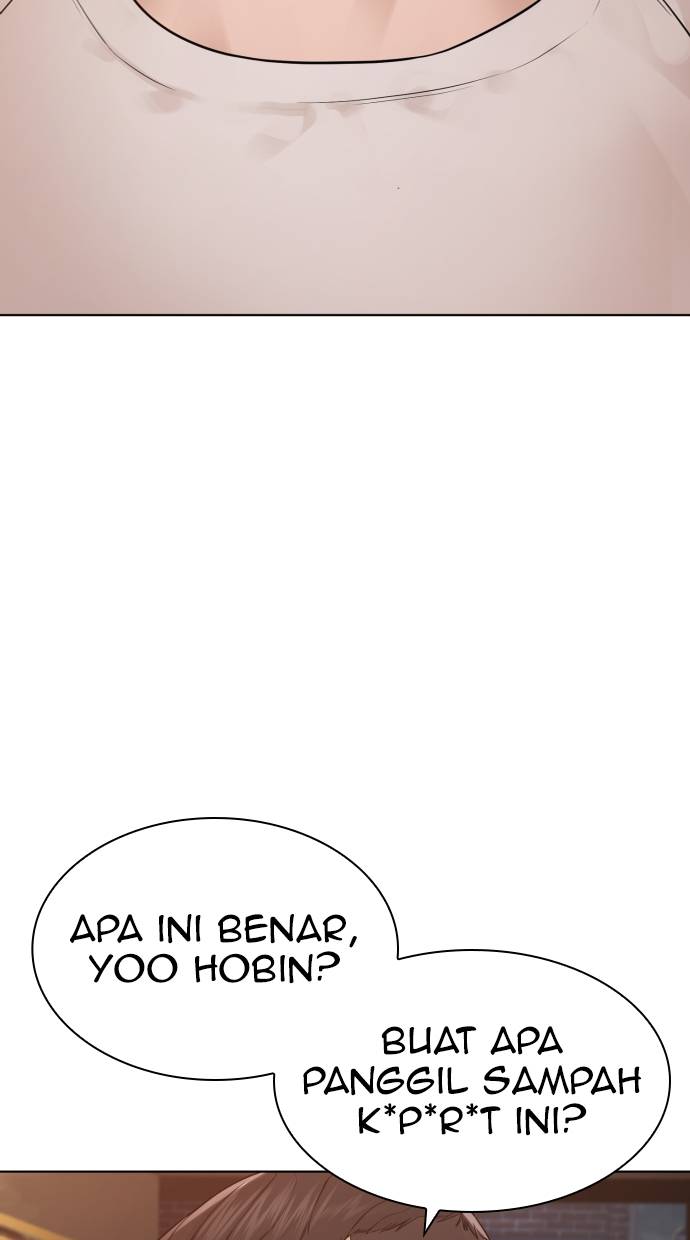 APA INI BENAR,
YOO HOBIN?
BUAT APA
PANGGIL SAMPAH
K*P*R*T INI?